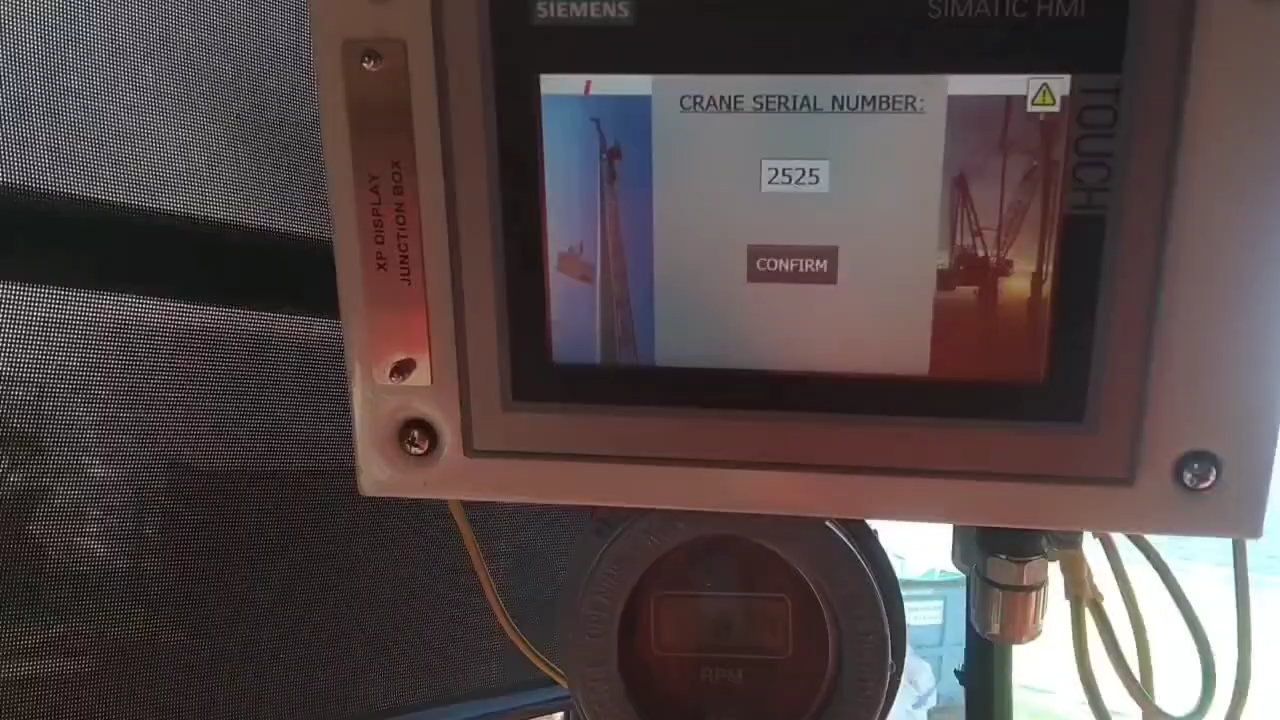 SIEMENS
SIMATIC HMI
TOUCH
XP DISPLAY
JUNCTION BOX
CRANE SERIAL NUMBER:
2525
CONFIRM
RPM